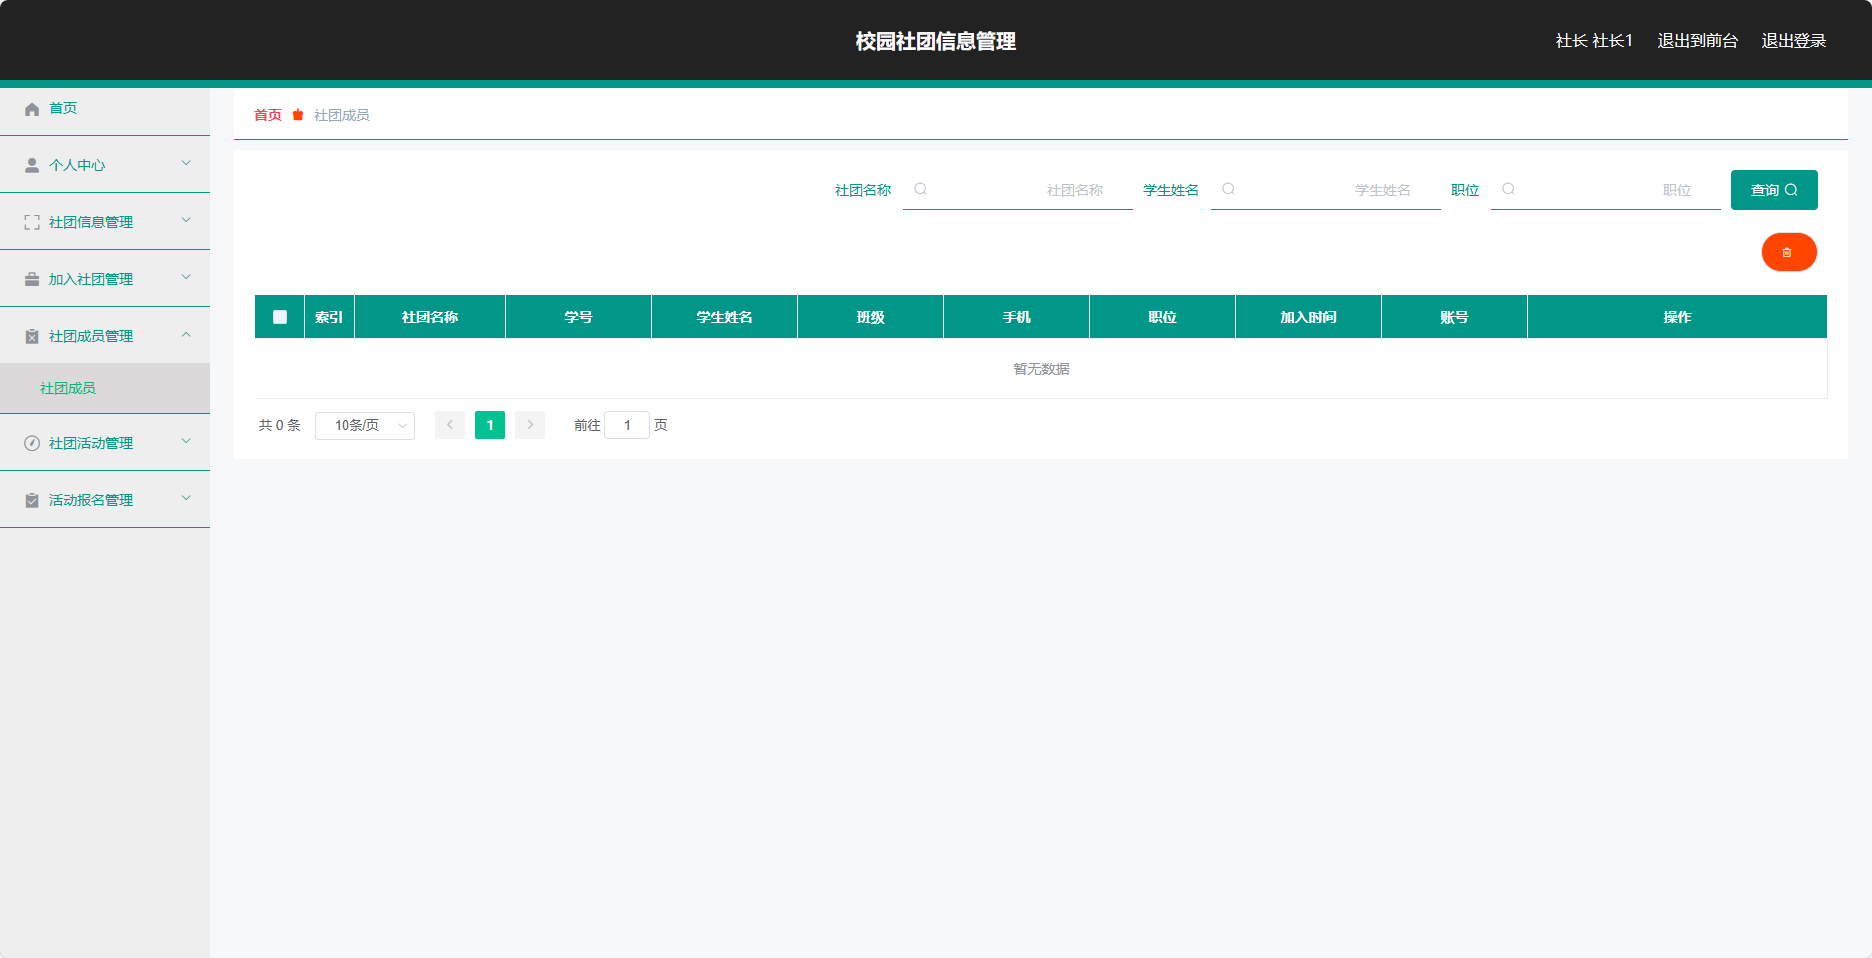 校园社团信息管理
社长 社长1 退出到前台 退出登录
首页
个人中心
社团信息管理
加入社团管理
社团成员管理
社团成员
社团活动管理
活动报名管理
首页 社团成员
社团名称 社团名称 学生姓名 学生姓名 职位 职位 查询
索引 社团名称 学号 学生姓名 班级 手机 职位 加入时间 账号 操作
暂无数据
共 0 条 10条/页 1 前往 1 页